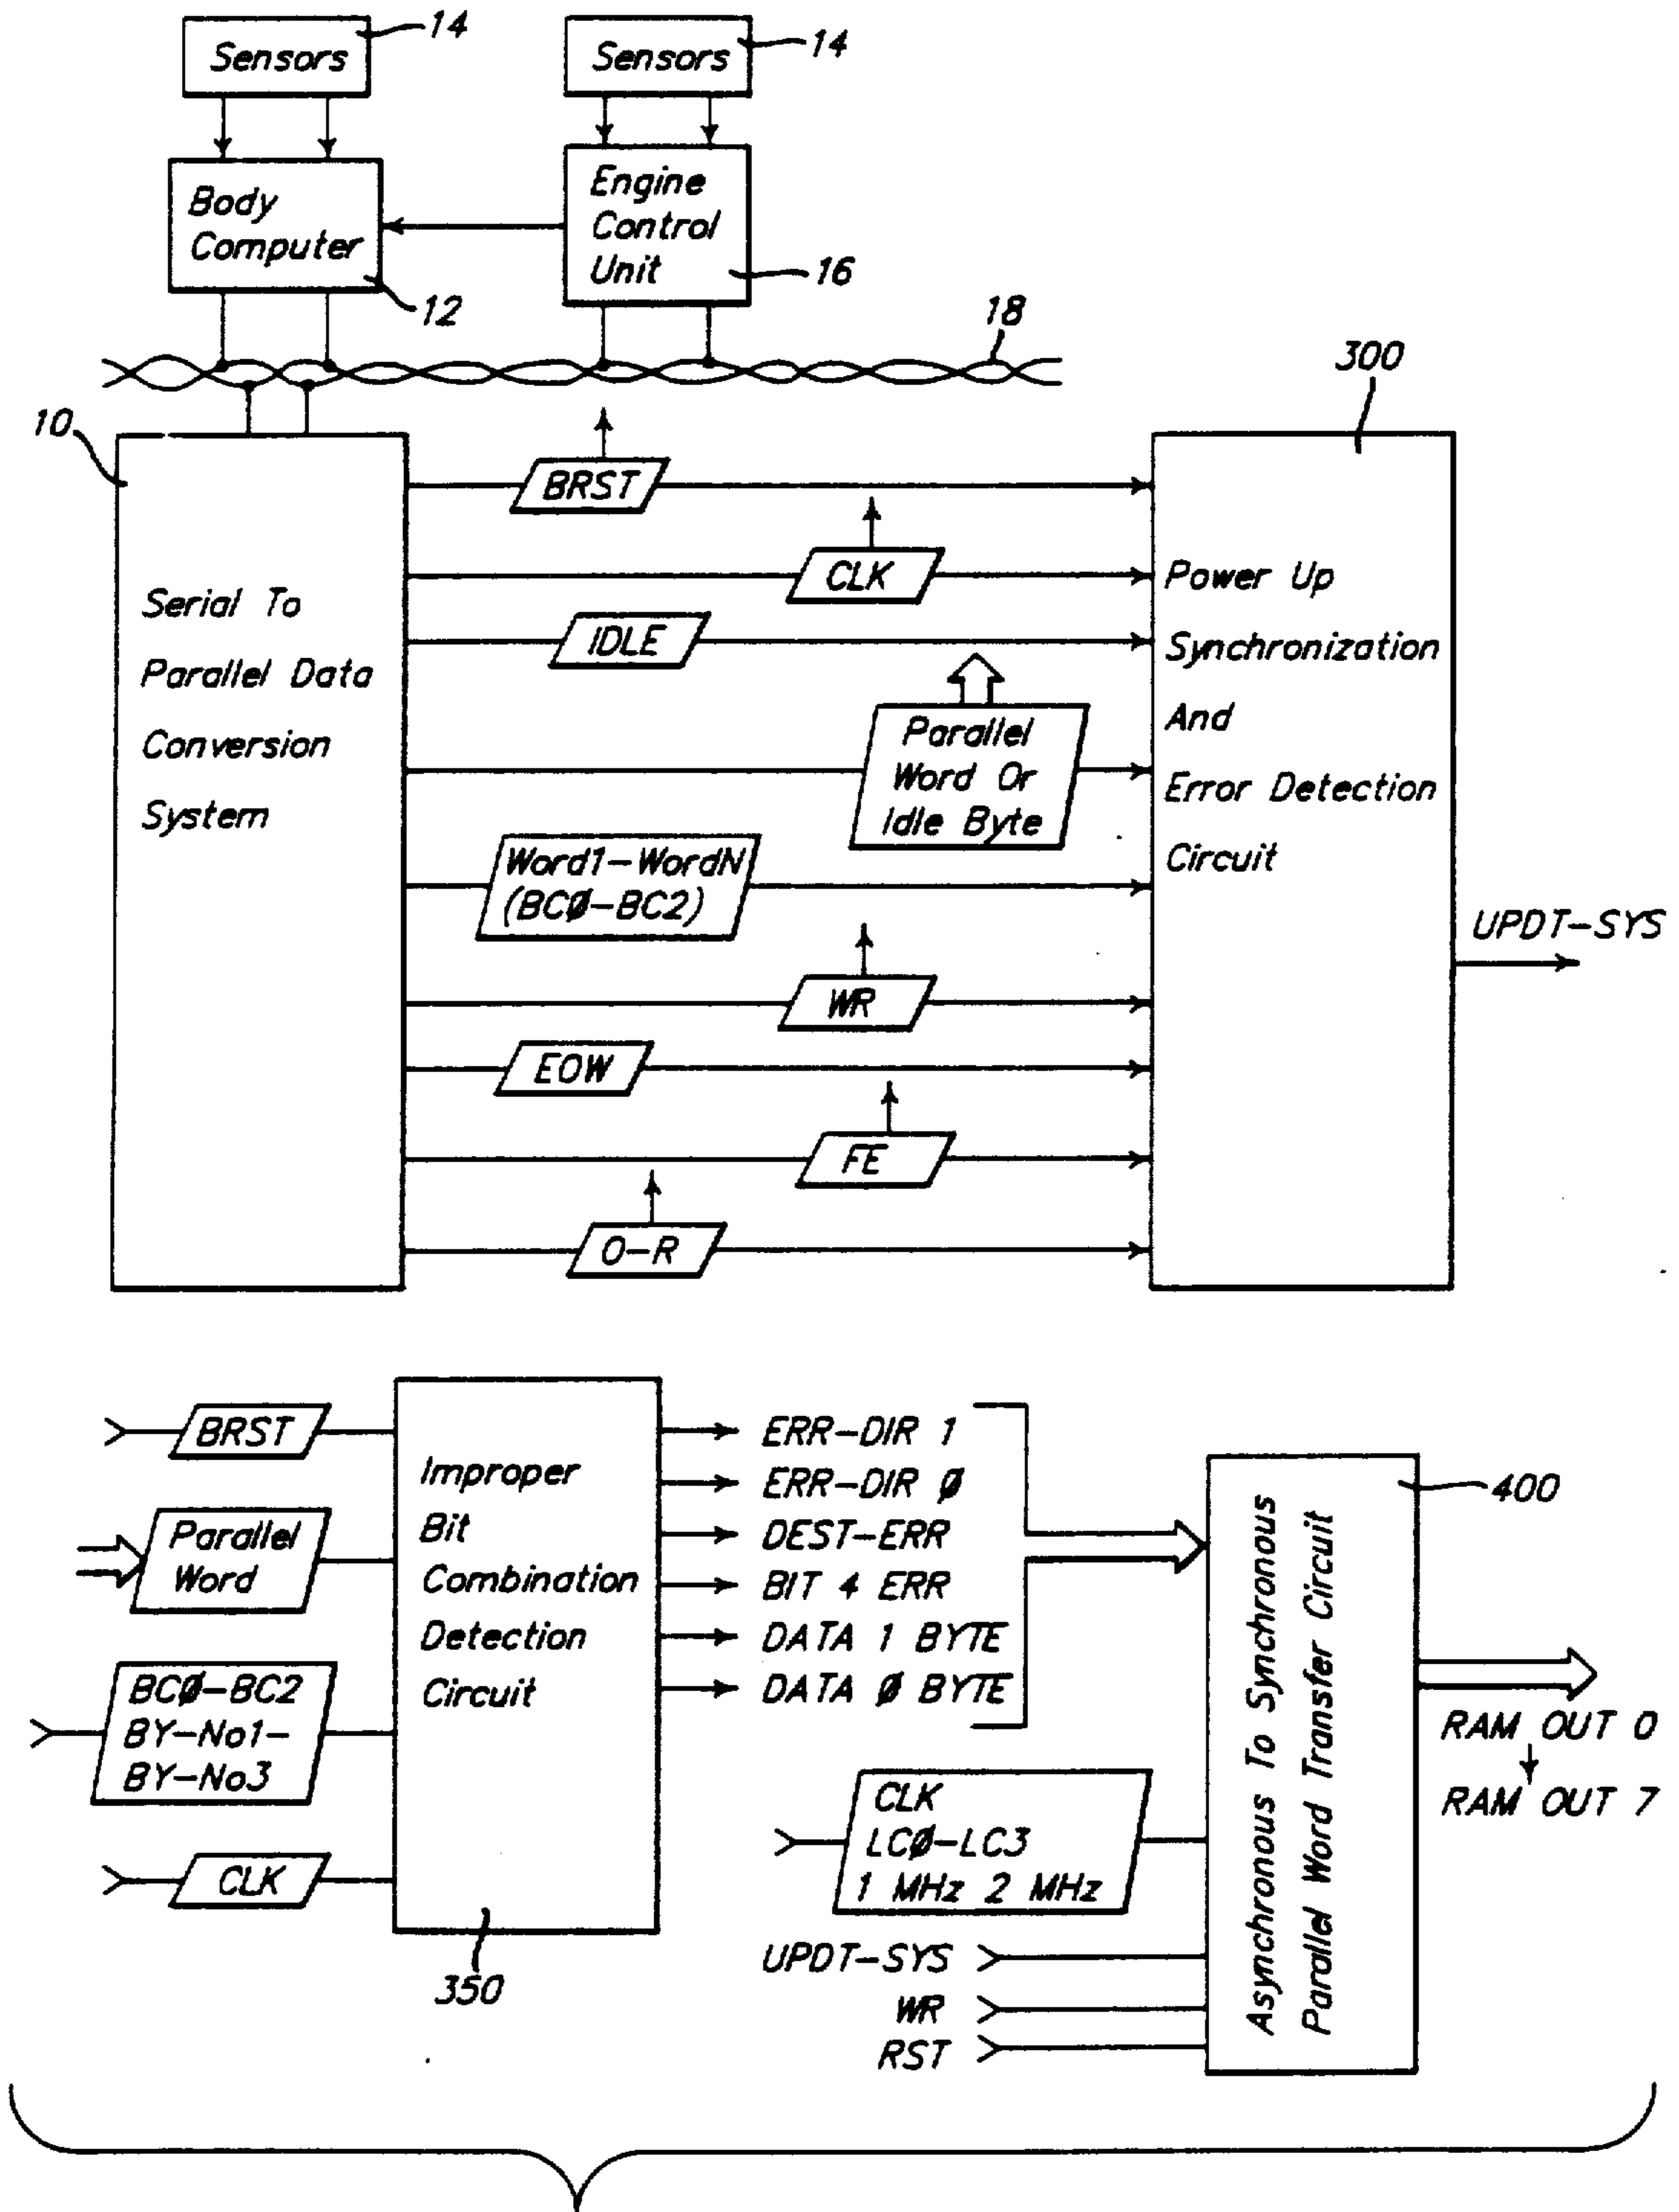 Sensors
14
Sensors
14
Body
Computer
12
Engine
Control
Unit
16
18
10
300
Serial To
Parallel Data
Conversion
System
BRST
CLK
IDLE
Parallel
Word Or
Idle Byte
Word1-WordN
(BCØ-BC2)
WR
EOW
FE
O-R
Power Up
Synchronization
And
Error Detection
Circuit
UPDT-SYS
BRST
Parallel
Word
BCØ-BC2
BY-No1-
BY-No3
CLK
Improper
Bit
Combination
Detection
Circuit
350
ERR-DIR 1
ERR-DIR Ø
DEST-ERR
BIT 4 ERR
DATA 1 BYTE
DATA Ø BYTE
CLK
LCØ-LC3
1 MHz 2 MHz
UPDT-SYS
WR
RST
Asynchronous To Synchronous
Parallel Word Transfer Circuit
400
RAM OUT 0
RAM OUT 7